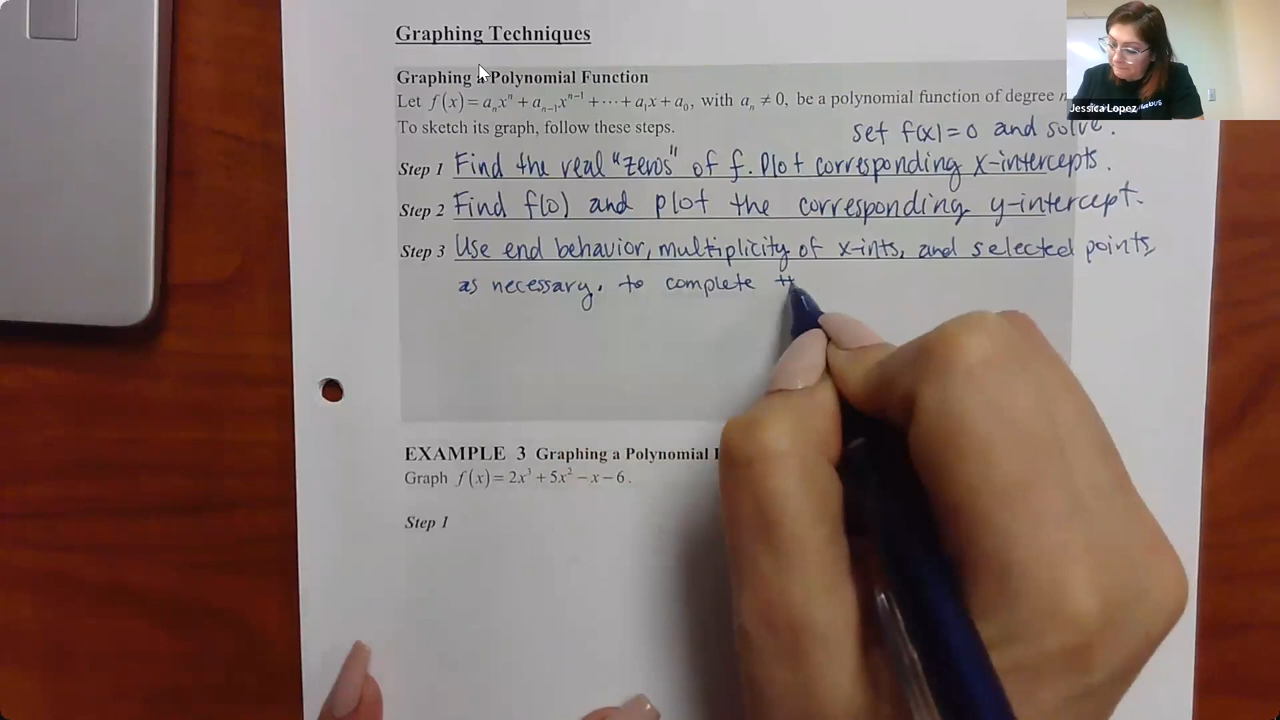 Graphing Techniques
Graphing a Polynomial Function
Let f(x) = aₙxⁿ + aₙ₋₁xⁿ⁻¹ + ⋯ + a₁x + a₀, with aₙ ≠ 0, be a polynomial function of degree n
To sketch its graph, follow these steps.
set f(x) = 0 and solve.
Step 1 Find the real "zeros" of f. Plot corresponding x-intercepts.
Step 2 Find f(0) and plot the corresponding y-intercept.
Step 3 Use end behavior, multiplicity of x-ints, and selected points,
as necessary. to complete
EXAMPLE 3 Graphing a Polynomial
Graph f(x) = 2x³ + 5x² − x − 6.
Step 1
Jessica Lopez